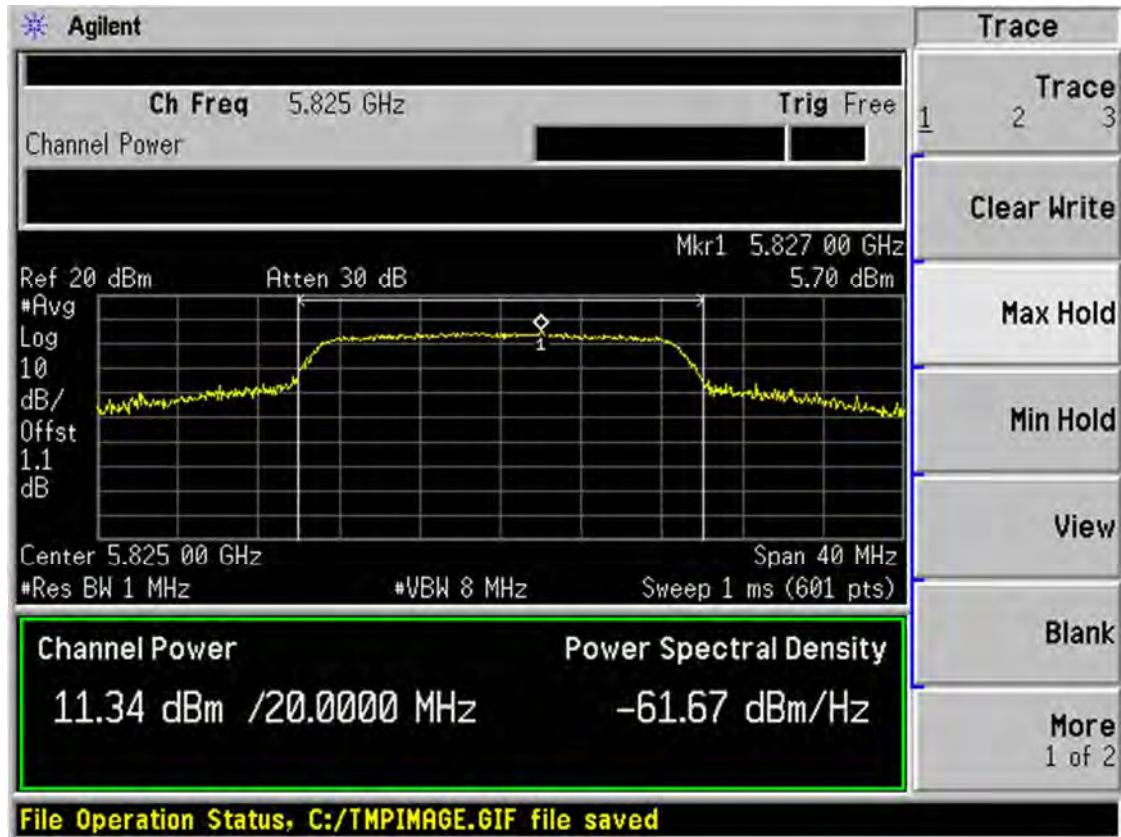 Agilent
Trace
Ch Freq 5.825 GHz
Trig Free
Channel Power
Mkr1 5.827 00 GHz
5.70 dBm
Ref 20 dBm
Atten 30 dB
#Avg
Log
10
dB/
Offst
1.1
dB
1
Center 5.825 00 GHz
Span 40 MHz
#Res BW 1 MHz
#VBW 8 MHz
Sweep 1 ms (601 pts)
Channel Power
Power Spectral Density
11.34 dBm /20.0000 MHz
-61.67 dBm/Hz
File Operation Status, C:/TMPIMAGE.GIF file saved
Trace
1 2 3
Clear Write
Max Hold
Min Hold
View
Blank
More
1 of 2